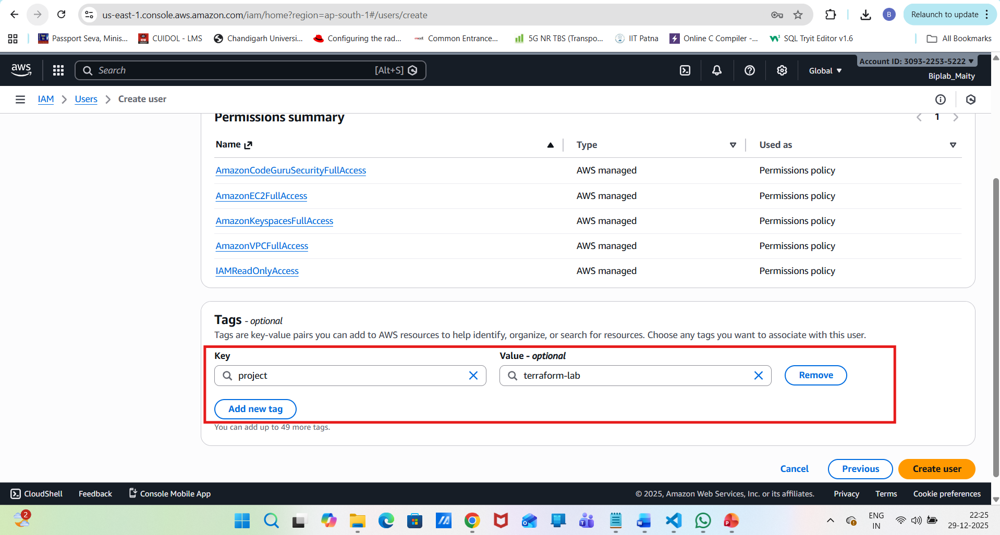 us-east-1.console.aws.amazon.com/iam/home?region=ap-south-1#/users/create
B
Relaunch to update
Passport Seva, Minis...
CUIDOL - LMS
Chandigarh Universi...
Configuring the rad...
Common Entrance...
5G NR TBS (Transpo...
IIT Patna
Online C Compiler -...
SQL Tryit Editor v1.6
All Bookmarks
aws
Search
[Alt+S]
Global
Account ID: 3093-2253-5222
Biplab_Maity
IAM
Users
Create user
Permissions summary
1
Name
Type
Used as
AmazonCodeGuruSecurityFullAccess
AWS managed
Permissions policy
AmazonEC2FullAccess
AWS managed
Permissions policy
AmazonKeyspacesFullAccess
AWS managed
Permissions policy
AmazonVPCFullAccess
AWS managed
Permissions policy
IAMReadOnlyAccess
AWS managed
Permissions policy
Tags - optional
Tags are key-value pairs you can add to AWS resources to help identify, organize, or search for resources. Choose any tags you want to associate with this user.
Key
Value - optional
project
terraform-lab
Remove
Add new tag
You can add up to 49 more tags.
Cancel
Previous
Create user
CloudShell
Feedback
Console Mobile App
© 2025, Amazon Web Services, Inc. or its affiliates.
Privacy
Terms
Cookie preferences
2
ENG
IN
22:25
29-12-2025